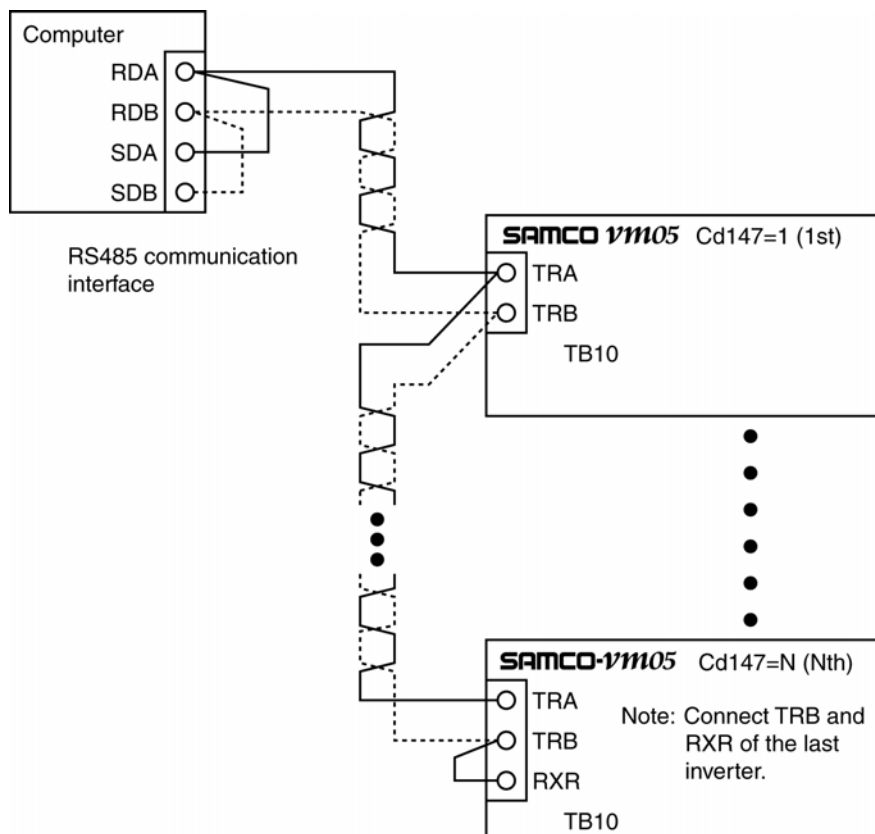 Computer
RDA
RDB
SDA
SDB
RS485 communication
interface
SAMCO vm05 Cd147=1 (1st)
TRA
TRB
TB10
SAMCO-vm05 Cd147=N (Nth)
TRA
TRB
RXR
Note: Connect TRB and
RXR of the last
inverter.
TB10